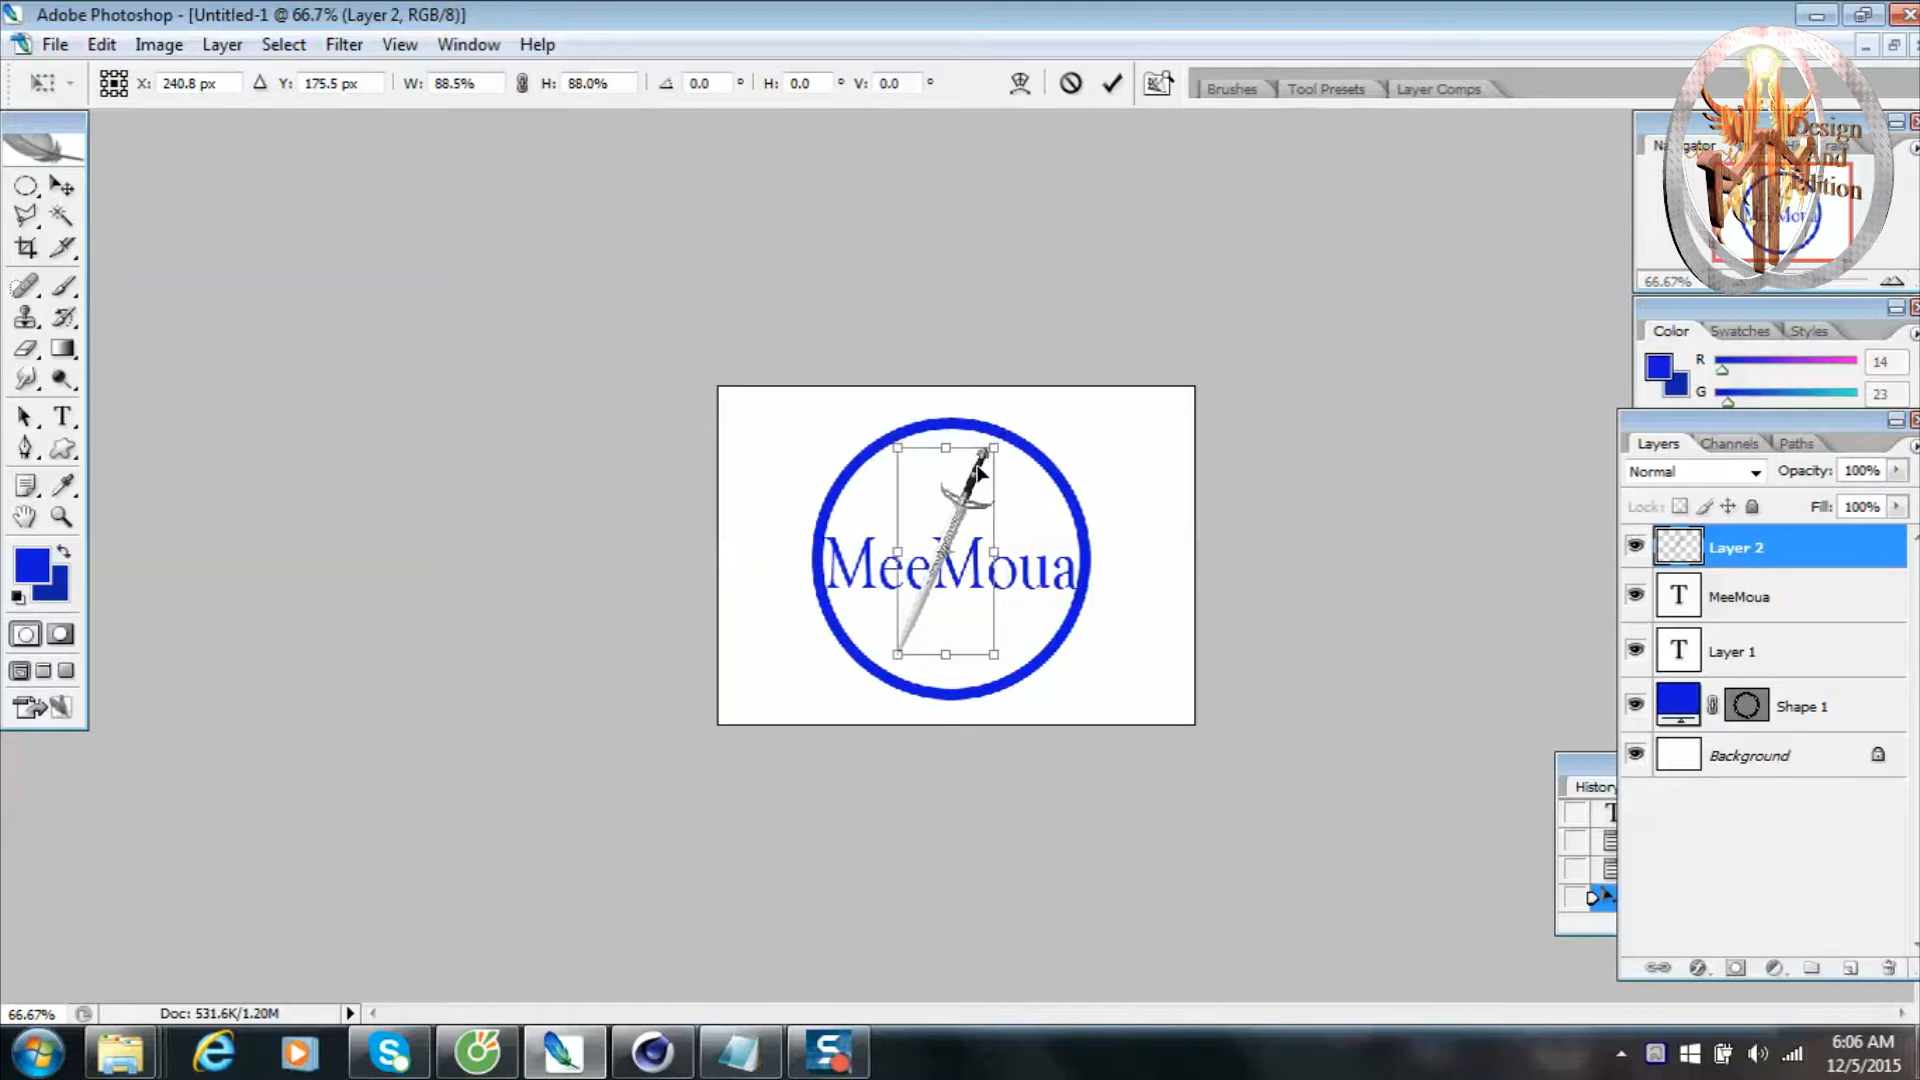 Adobe Photoshop - [Untitled-1 @ 66.7% (Layer 2, RGB/8)]
File Edit Image Layer Select Filter View Window Help
X: 240.8 px Y: 175.5 px W: 88.5% H: 88.0% 0.0 ° H: 0.0 ° V: 0.0 °
Brushes Tool Presets Layer Comps
Design
And
Edition
Navigator
MeeMoua
66.67%
Color Swatches Styles
R 14
G 23
Layers Channels Paths
Normal Opacity: 100%
Lock: Fill: 100%
Layer 2
T MeeMoua
T Layer 1
Shape 1
Background
History
MeeMoua
66.67% Doc: 531.6K/1.20M
6:06 AM
12/5/2015